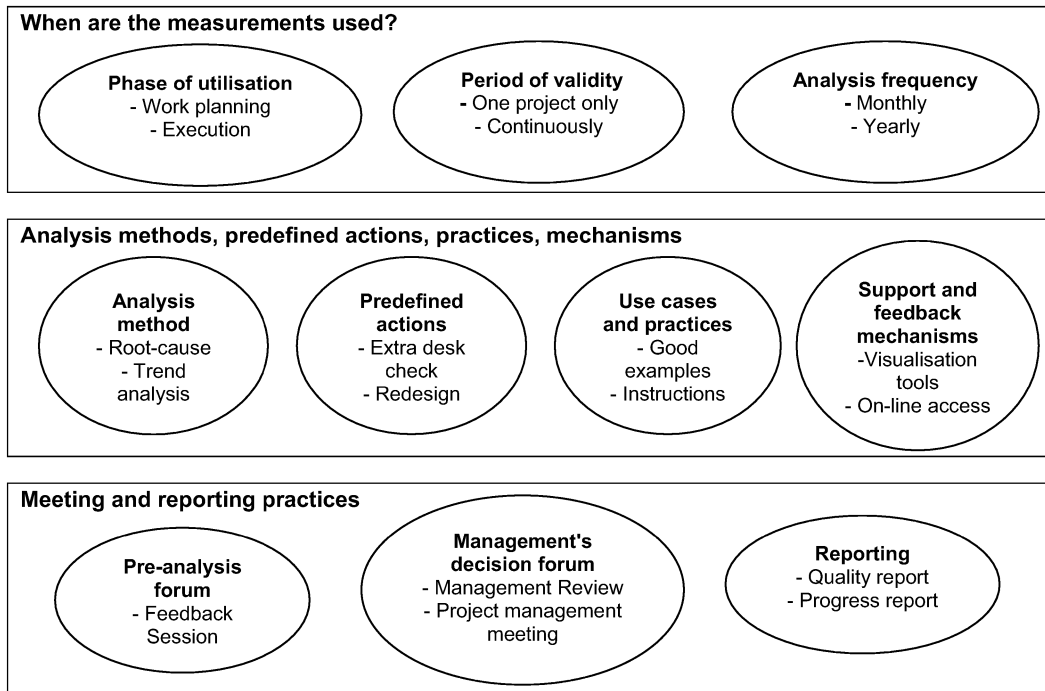 When are the measurements used?
Phase of utilisation
- Work planning
- Execution
Period of validity
- One project only
- Continuously
Analysis frequency
- Monthly
- Yearly
Analysis methods, predefined actions, practices, mechanisms
Analysis
method
- Root-cause
- Trend
analysis
Predefined
actions
- Extra desk
check
- Redesign
Use cases
and practices
- Good
examples
- Instructions
Support and
feedback
mechanisms
-Visualisation
tools
- On-line access
Meeting and reporting practices
Pre-analysis
forum
- Feedback
Session
Management's
decision forum
- Management Review
- Project management
meeting
Reporting
- Quality report
- Progress report